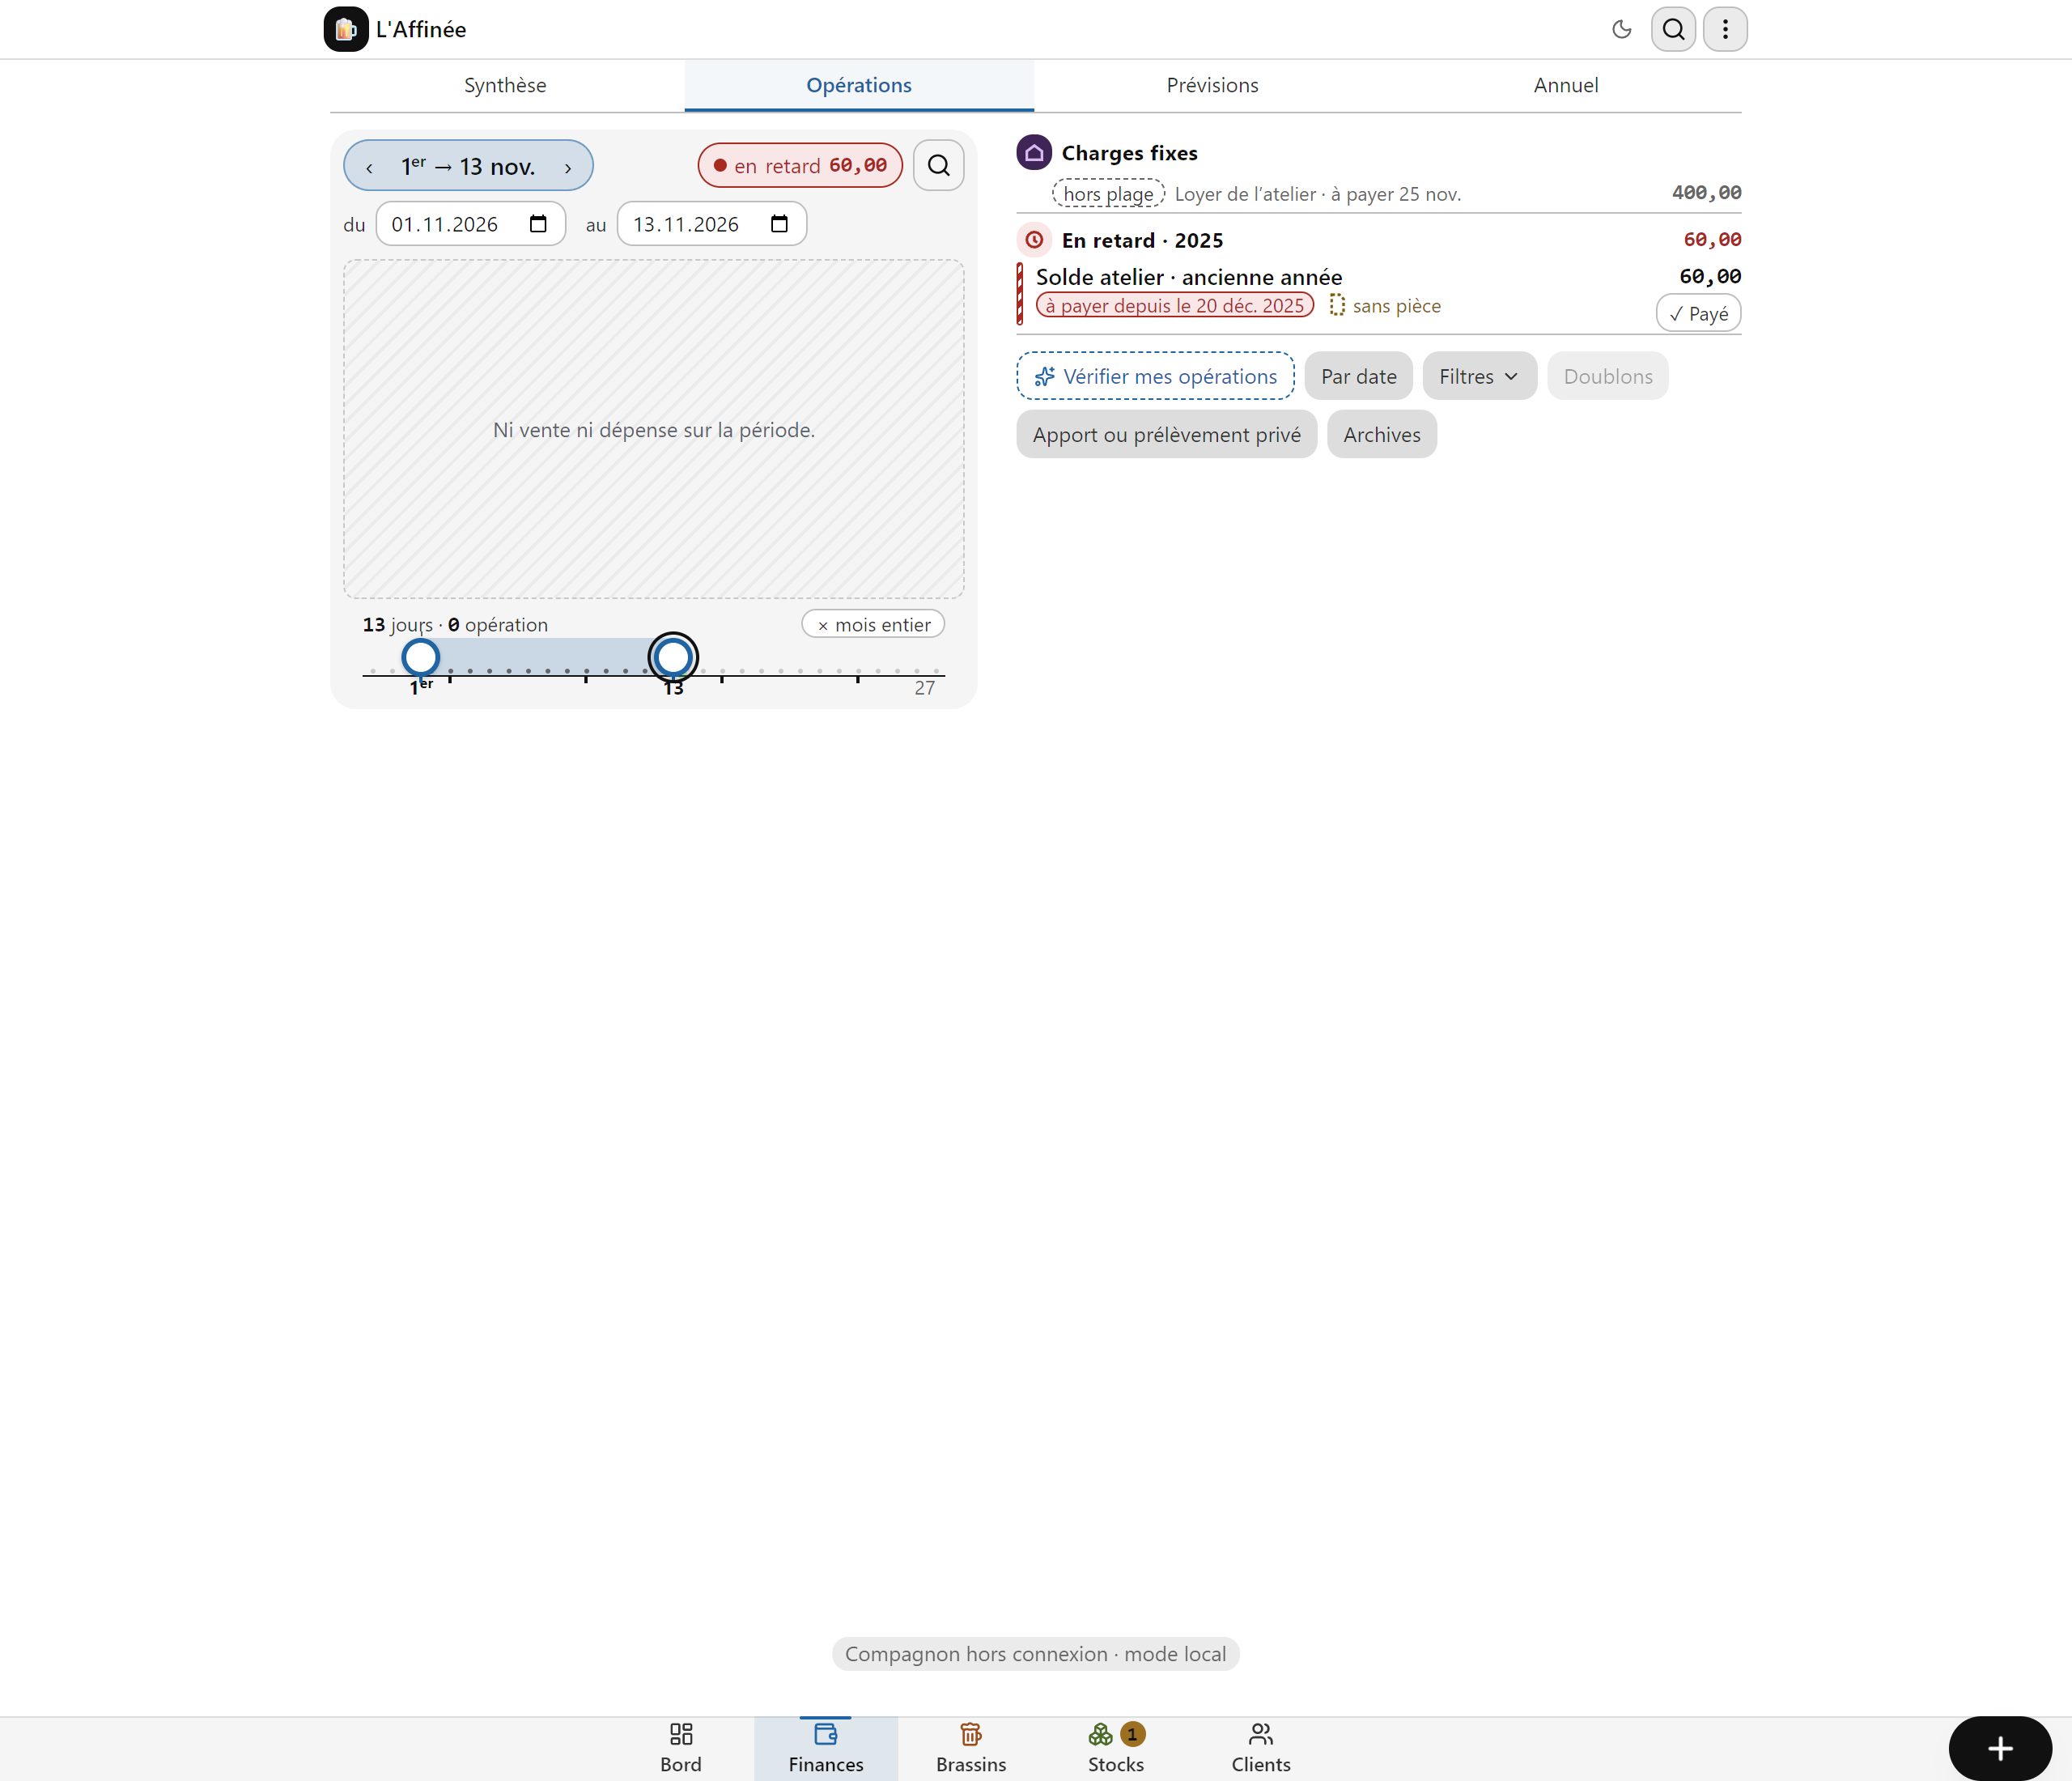 L'Affinée
Synthèse
Opérations
Prévisions
Annuel
‹ 1er → 13 nov. ›
en retard 60,00
du 01.11.2026 au 13.11.2026
Ni vente ni dépense sur la période.
13 jours · 0 opération
× mois entier
1er 13 27
Charges fixes
hors plage Loyer de l'atelier · à payer 25 nov. 400,00
En retard · 2025 60,00
Solde atelier · ancienne année 60,00
à payer depuis le 20 déc. 2025 sans pièce
✓ Payé
Vérifier mes opérations
Par date
Filtres
Doublons
Apport ou prélèvement privé
Archives
Compagnon hors connexion · mode local
Bord
Finances
Brassins
1
Stocks
Clients